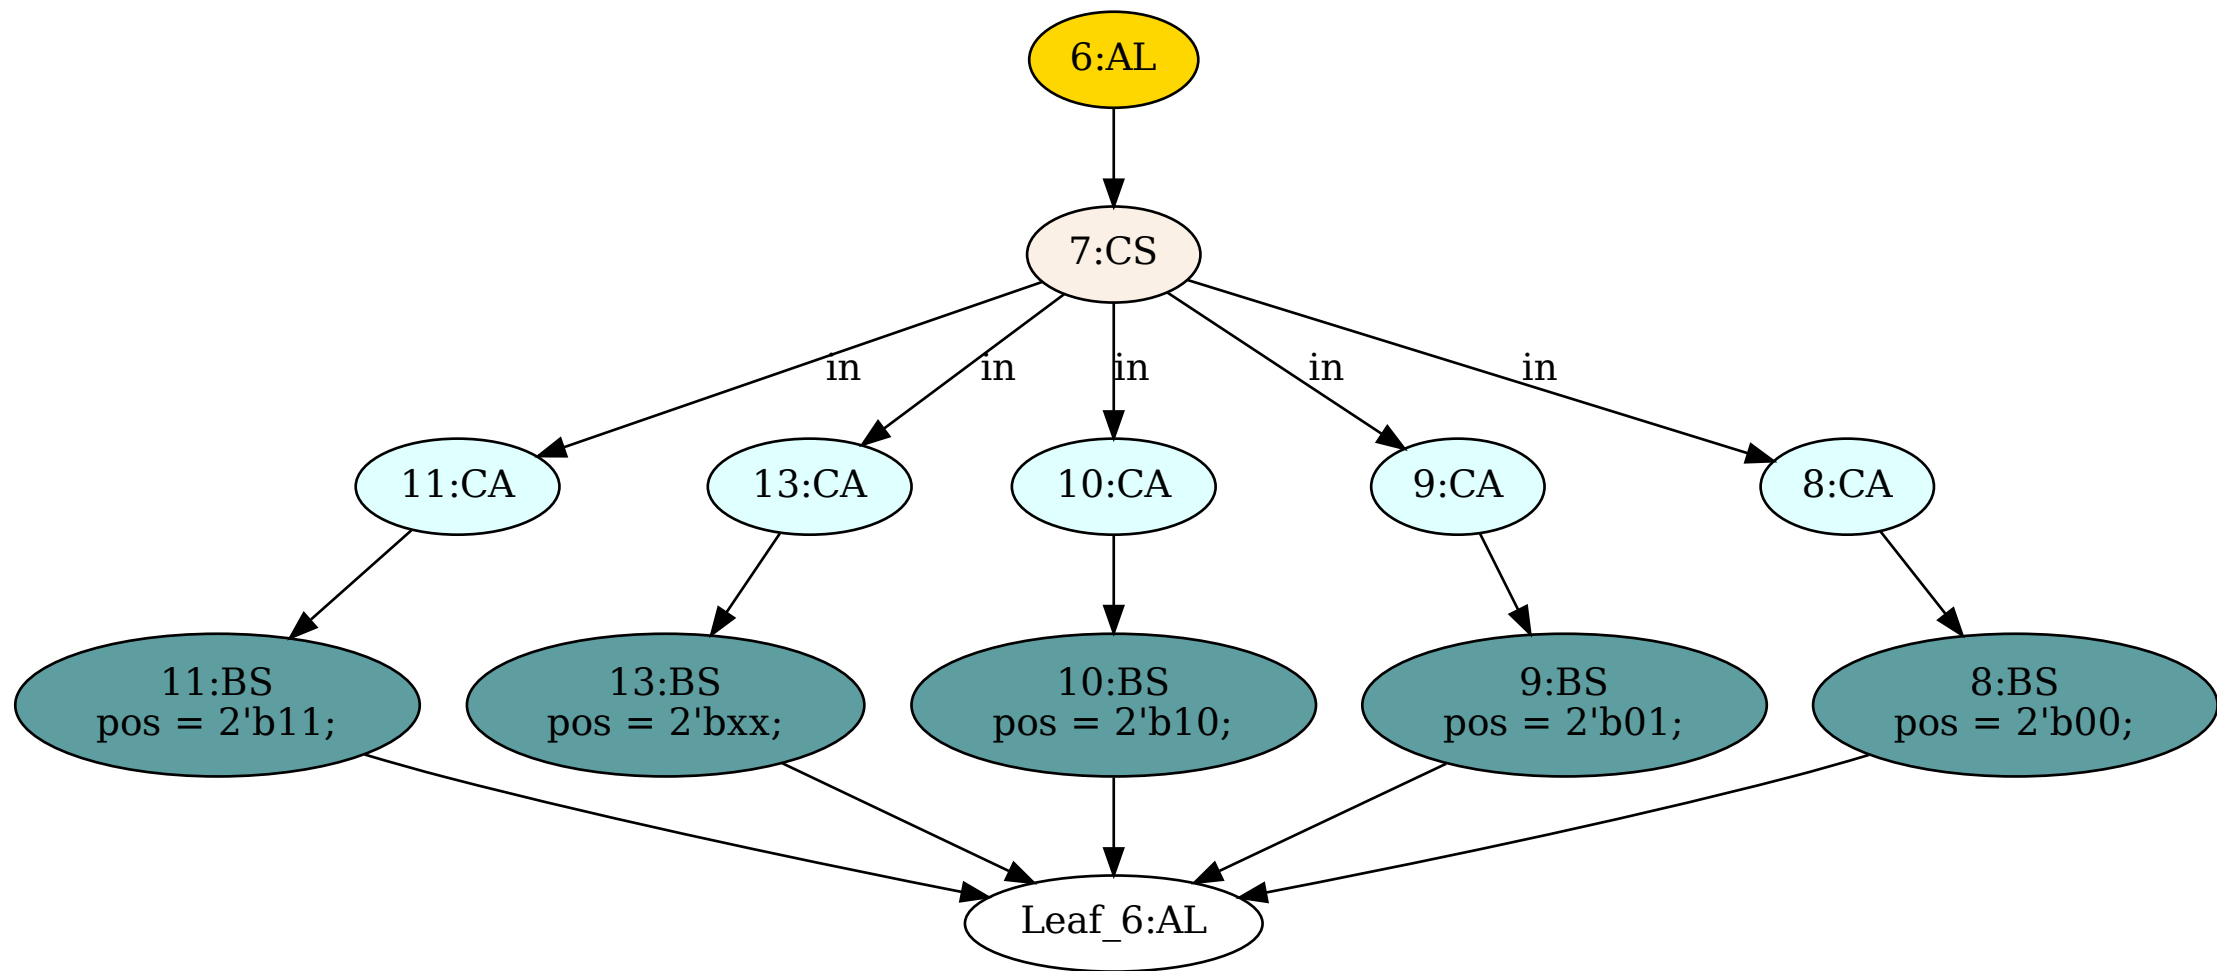 6:AL
7:CS
in
in
in
in
in
11:CA
13:CA
10:CA
9:CA
8:CA
11:BS
pos = 2'b11;
13:BS
pos = 2'bxx;
10:BS
pos = 2'b10;
9:BS
pos = 2'b01;
8:BS
pos = 2'b00;
Leaf_6:AL